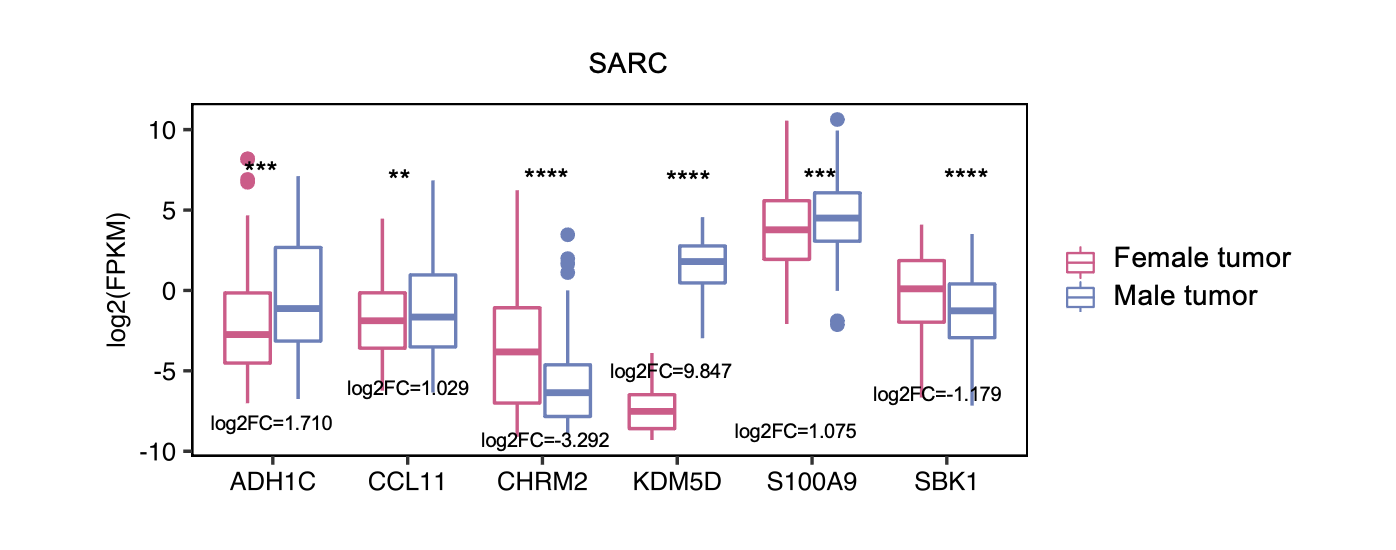 SARC
log2(FPKM)
10
5
0
-5
-10
*** ** **** **** *** ****
log2FC=1.710
log2FC=1.029
log2FC=-3.292
log2FC=9.847
log2FC=1.075
log2FC=-1.179
ADH1C CCL11 CHRM2 KDM5D S100A9 SBK1
Female tumor
Male tumor